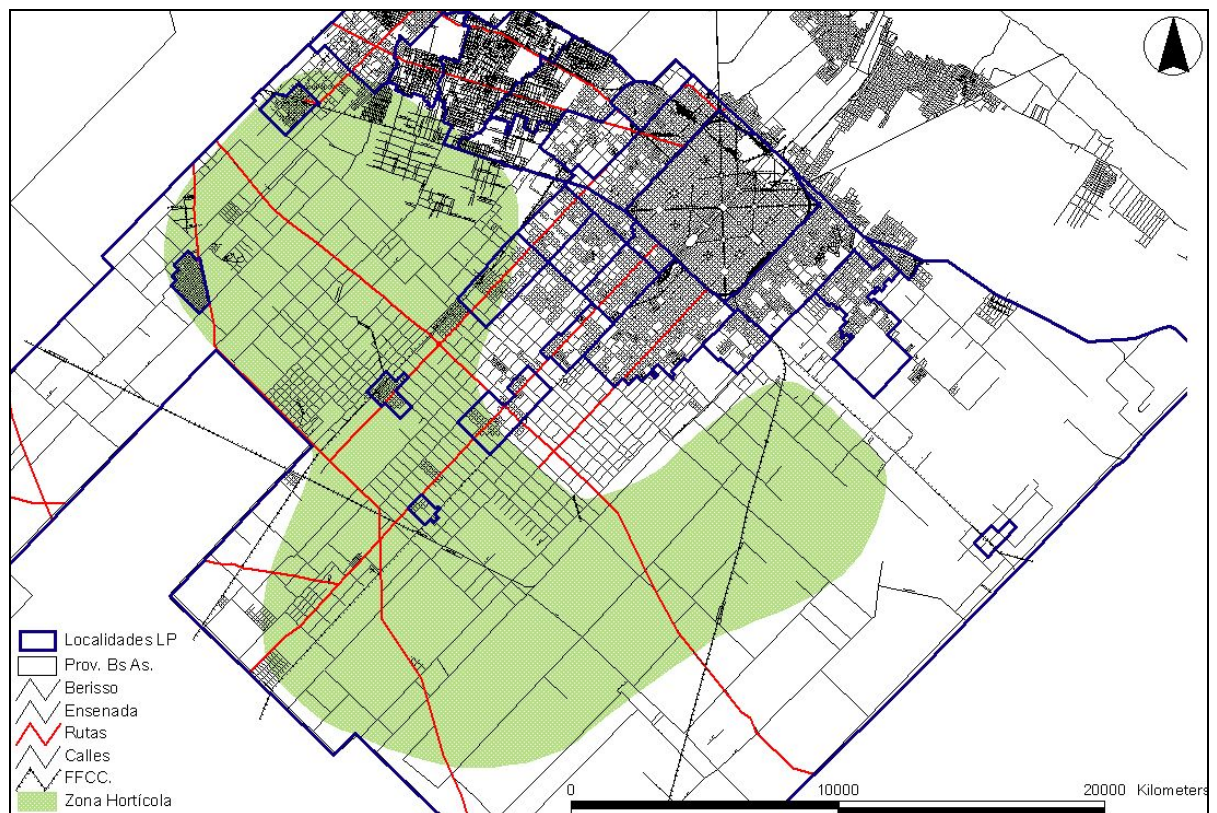 Localidades LP
Prov. Bs As.
Berisso
Ensenada
Rutas
Calles
FFCC.
Zona Hortícola
0 10000 20000 Kilometers